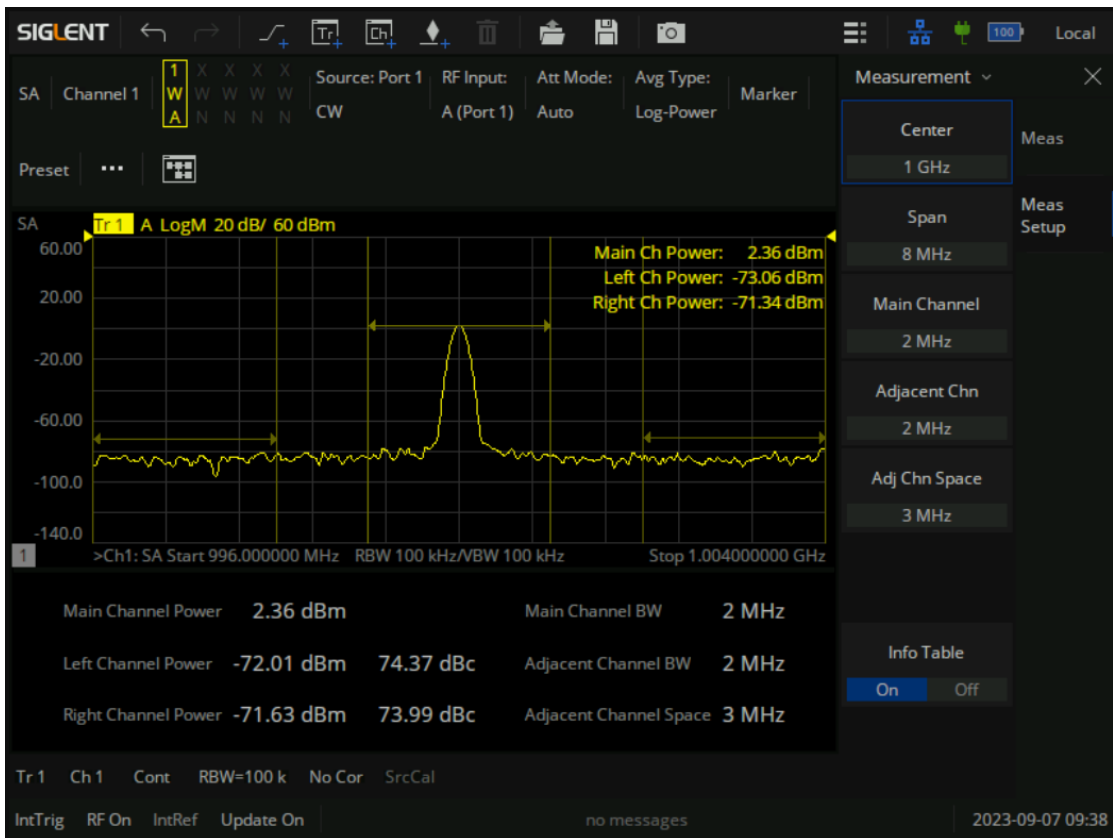 SIGLENT Tr Ch 100 Local
SA Channel 1 1 X X X X Source: Port 1 RF Input: Att Mode: Avg Type: Marker
W W W W W CW A (Port 1) Auto Log-Power
A N N N N
Preset ...
Measurement
Center
1 GHz
Span
8 MHz
Main Channel
2 MHz
Adjacent Chn
2 MHz
Adj Chn Space
3 MHz
Info Table
On Off
Meas
Meas
Setup
SA Tr 1 A LogM 20 dB/ 60 dBm
60.00
20.00
-20.00
-60.00
-100.0
-140.0
Main Ch Power: 2.36 dBm
Left Ch Power: -73.06 dBm
Right Ch Power: -71.34 dBm
1 >Ch1: SA Start 996.000000 MHz RBW 100 kHz/VBW 100 kHz Stop 1.004000000 GHz
Main Channel Power 2.36 dBm Main Channel BW 2 MHz
Left Channel Power -72.01 dBm 74.37 dBc Adjacent Channel BW 2 MHz
Right Channel Power -71.63 dBm 73.99 dBc Adjacent Channel Space 3 MHz
Tr 1 Ch 1 Cont RBW=100 k No Cor SrcCal
IntTrig RF On IntRef Update On no messages 2023-09-07 09:38